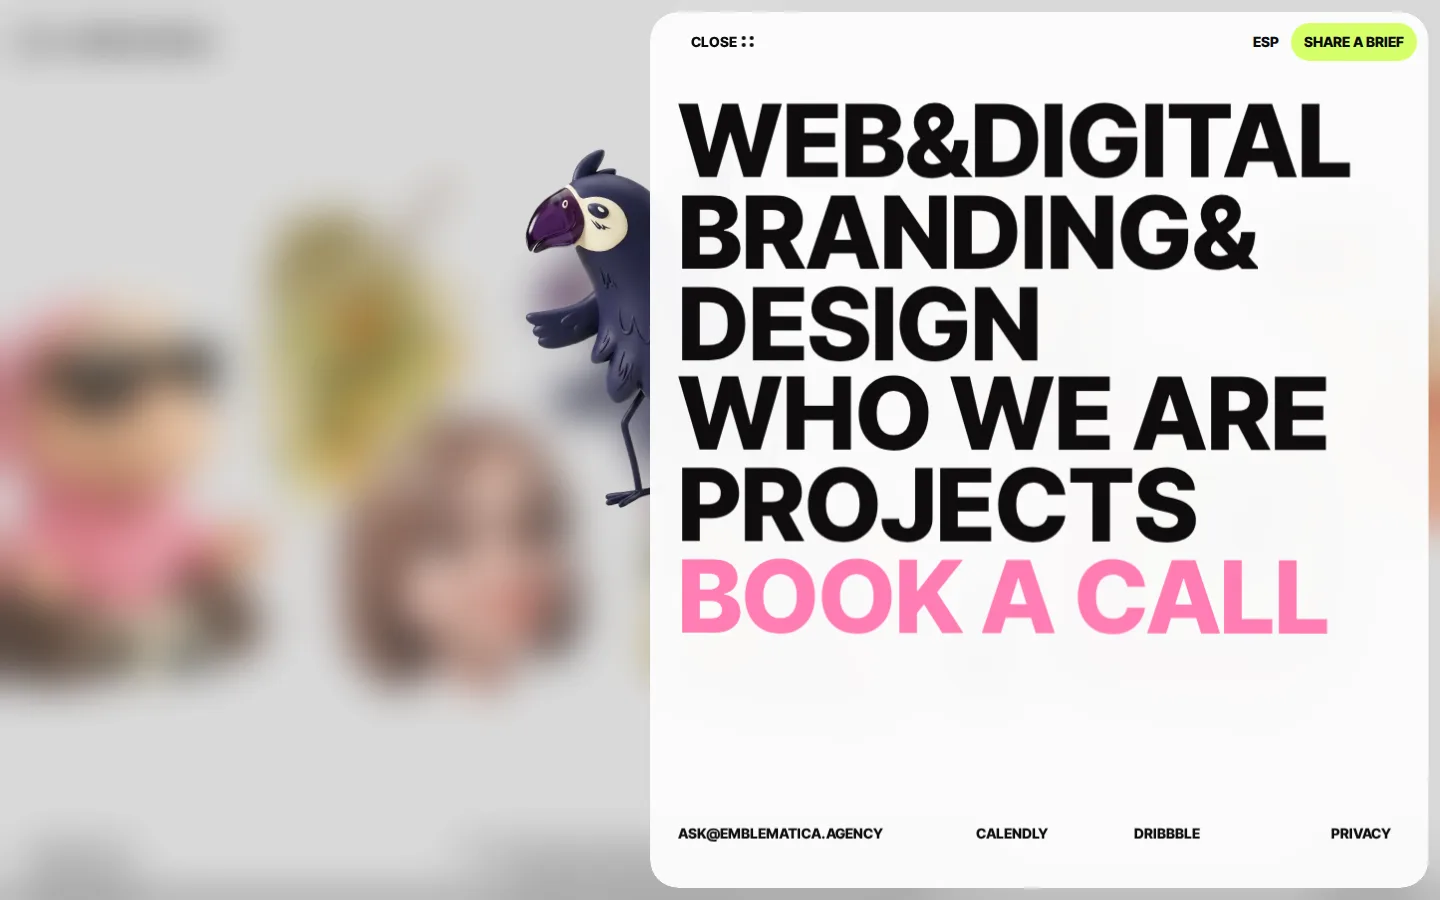 CLOSE
ESP
SHARE A BRIEF
WEB&DIGITAL
BRANDING&
DESIGN
WHO WE ARE
PROJECTS
BOOK A CALL
ASK@EMBLEMATICA.AGENCY
CALENDLY
DRIBBBLE
PRIVACY